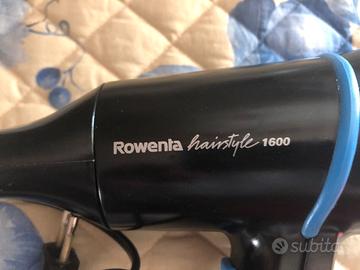 Rowenta hairstyle 1600
subito